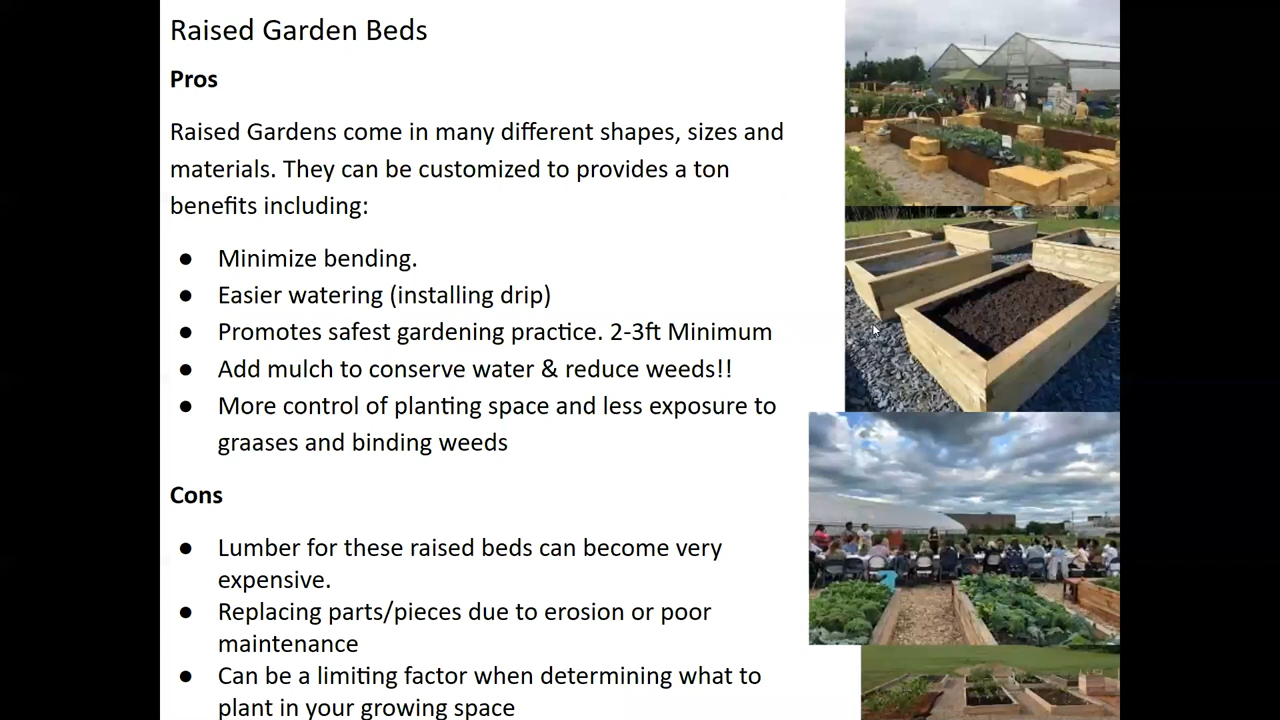 Raised Garden Beds
Pros
Raised Gardens come in many different shapes, sizes and
materials. They can be customized to provides a ton
benefits including:
● Minimize bending.
● Easier watering (installing drip)
● Promotes safest gardening practice. 2-3ft Minimum
● Add mulch to conserve water & reduce weeds!!
● More control of planting space and less exposure to
graases and binding weeds
Cons
● Lumber for these raised beds can become very
expensive.
● Replacing parts/pieces due to erosion or poor
maintenance
● Can be a limiting factor when determining what to
plant in your growing space